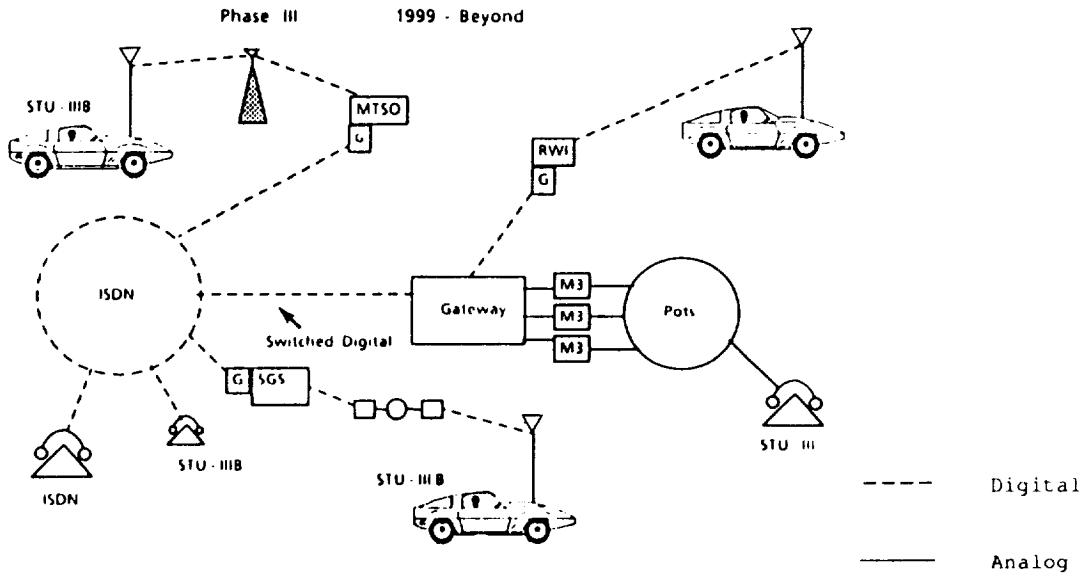 Phase III 1999 - Beyond
STU - IIIB
MTSO
G
RWI
G
ISDN
Switched Digital
Gateway
M3
M3
M3
Pots
G SGS
STU - IIIB
ISDN
STU - III B
STU III
Digital
Analog